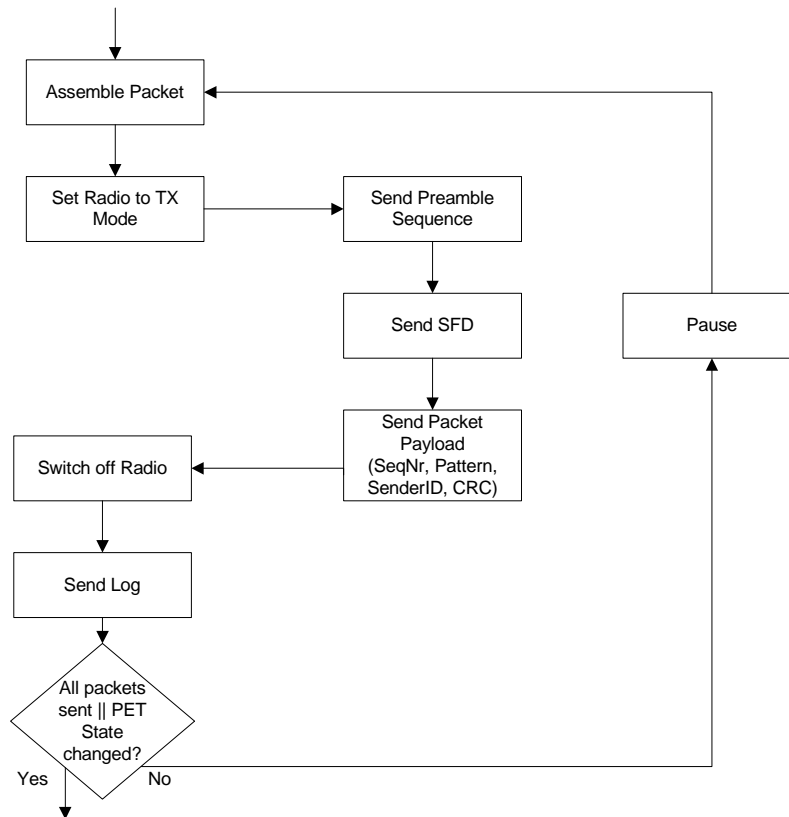 Assemble Packet
Set Radio to TX
Mode
Send Preamble
Sequence
Send SFD
Pause
Send Packet
Payload
(SeqNr, Pattern,
SenderID, CRC)
Switch off Radio
Send Log
All packets
sent || PET
State
changed?
Yes
No